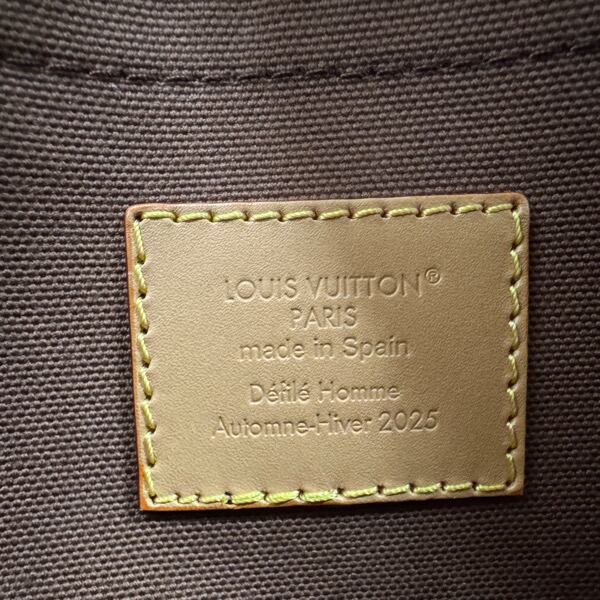 LOUIS VUITTON®
PARIS
made in Spain
Défilé Homme
Automne-Hiver 2025